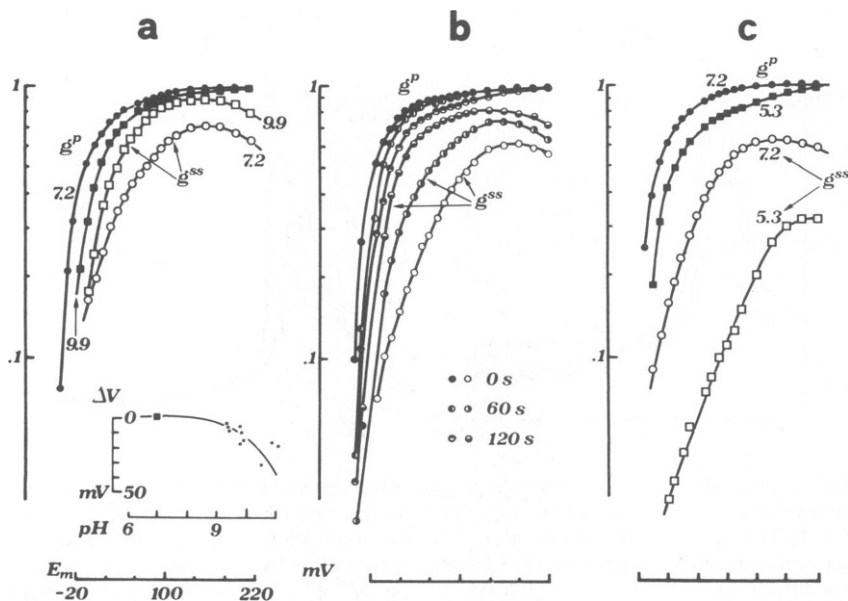 a b c
1 1 1
g^p g^p g^p
7.2 9.9 7.2 g^ss
g^ss
7.2 5.3 7.2
g^ss
5.3
9.9
.1 .1 .1
ΔV
0
mV 50
pH 6 9
0 s
60 s
120 s
E_m -20 100 220
mV